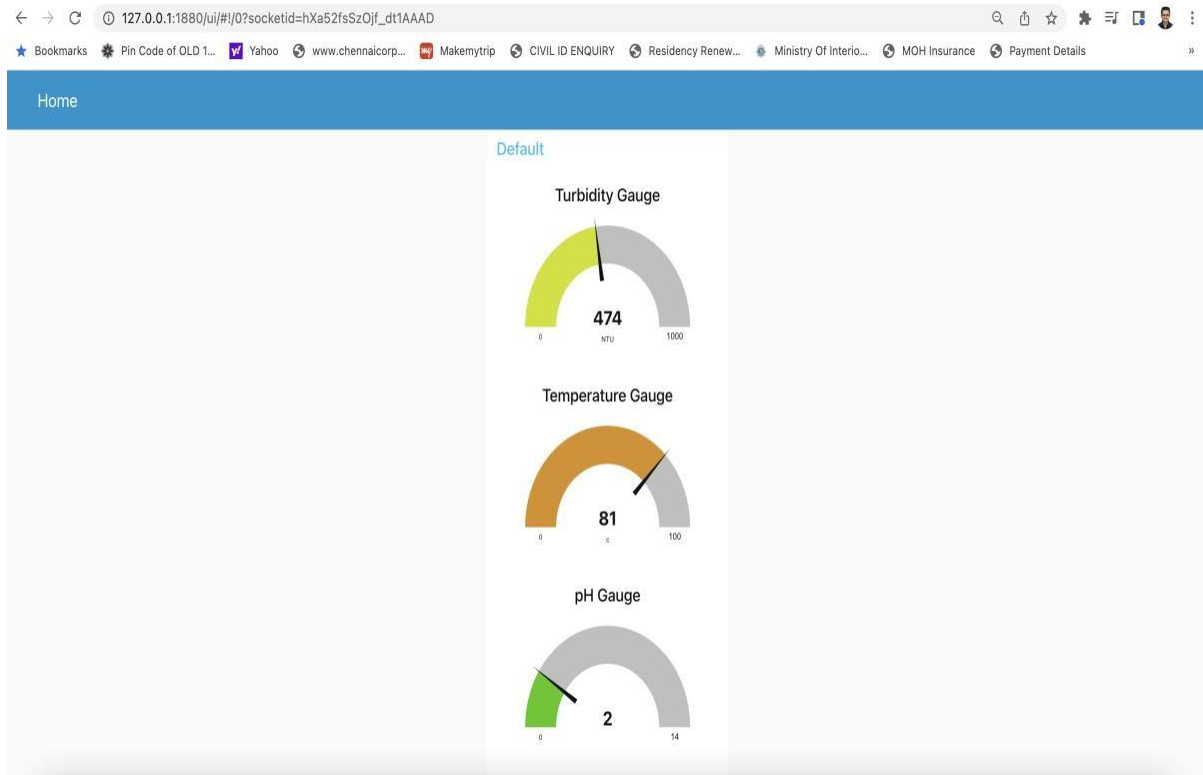 127.0.0.1:1880/ui/#!/0?socketid=hXa52fsSzOjf_dt1AAAD
Bookmarks Pin Code of OLD 1... y! Yahoo www.chennaicorp... my Makemytrip CIVIL ID ENQUIRY Residency Renew... Ministry Of Interio... MOH Insurance Payment Details »
Home
Default
Turbidity Gauge
474
0 NTU 1000
Temperature Gauge
81
0 c 100
pH Gauge
2
0 14